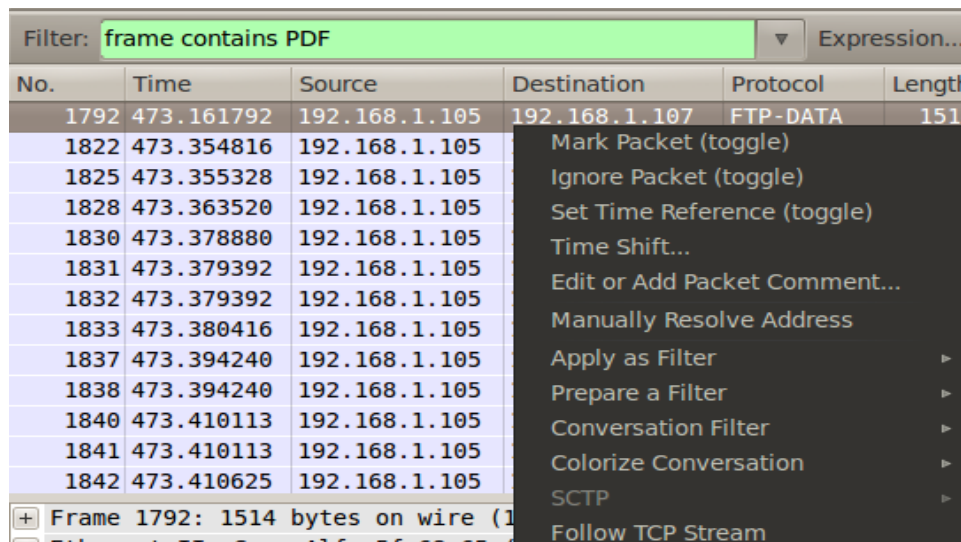 Filter: frame contains PDF Expression...
No. Time Source Destination Protocol Length
1792 473.161792 192.168.1.105 192.168.1.107 FTP-DATA 151
Mark Packet (toggle)
1822 473.354816 192.168.1.105
Ignore Packet (toggle)
1825 473.355328 192.168.1.105
Set Time Reference (toggle)
1828 473.363520 192.168.1.105
Time Shift...
1830 473.378880 192.168.1.105
Edit or Add Packet Comment...
1831 473.379392 192.168.1.105
1832 473.379392 192.168.1.105
Manually Resolve Address
1833 473.380416 192.168.1.105
Apply as Filter
1837 473.394240 192.168.1.105
Prepare a Filter
1838 473.394240 192.168.1.105
Conversation Filter
1840 473.410113 192.168.1.105
Colorize Conversation
1841 473.410113 192.168.1.105
1842 473.410625 192.168.1.105
SCTP
Frame 1792: 1514 bytes on wire (1
Follow TCP Stream